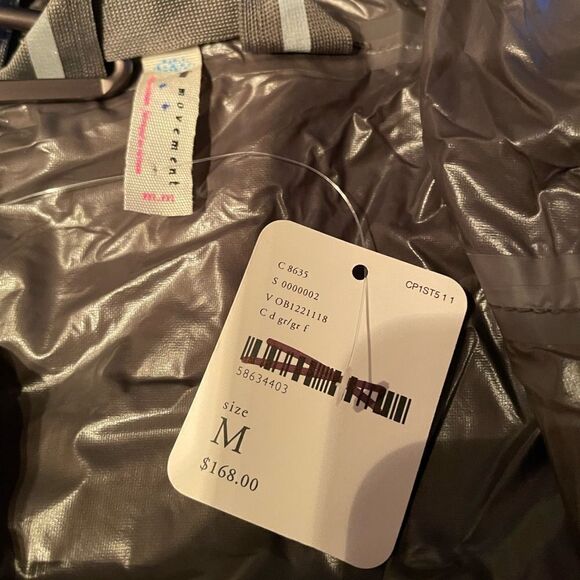 movement
m.m
C 8635
CP1ST5 1 1
S 0000002
V OB1221118
C d gr/gr f
58634403
size
M
$168.00